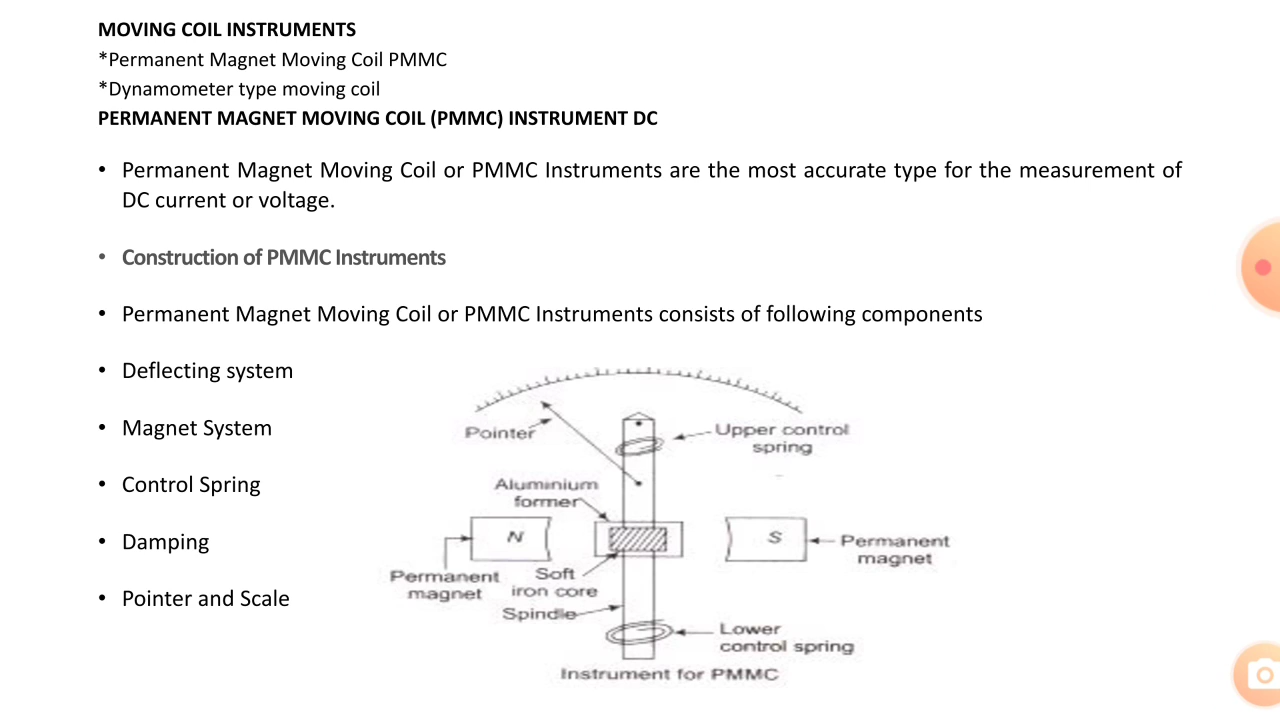 MOVING COIL INSTRUMENTS
*Permanent Magnet Moving Coil PMMC
*Dynamometer type moving coil
PERMANENT MAGNET MOVING COIL (PMMC) INSTRUMENT DC
• Permanent Magnet Moving Coil or PMMC Instruments are the most accurate type for the measurement of
DC current or voltage.
• Construction of PMMC Instruments
• Permanent Magnet Moving Coil or PMMC Instruments consists of following components
• Deflecting system
• Magnet System
• Control Spring
• Damping
• Pointer and Scale
Pointer
Upper control
spring
Aluminium
former
N
S
Permanent
magnet
Permanent
magnet
Soft
iron core
Spindle
Lower
control spring
Instrument for PMMC